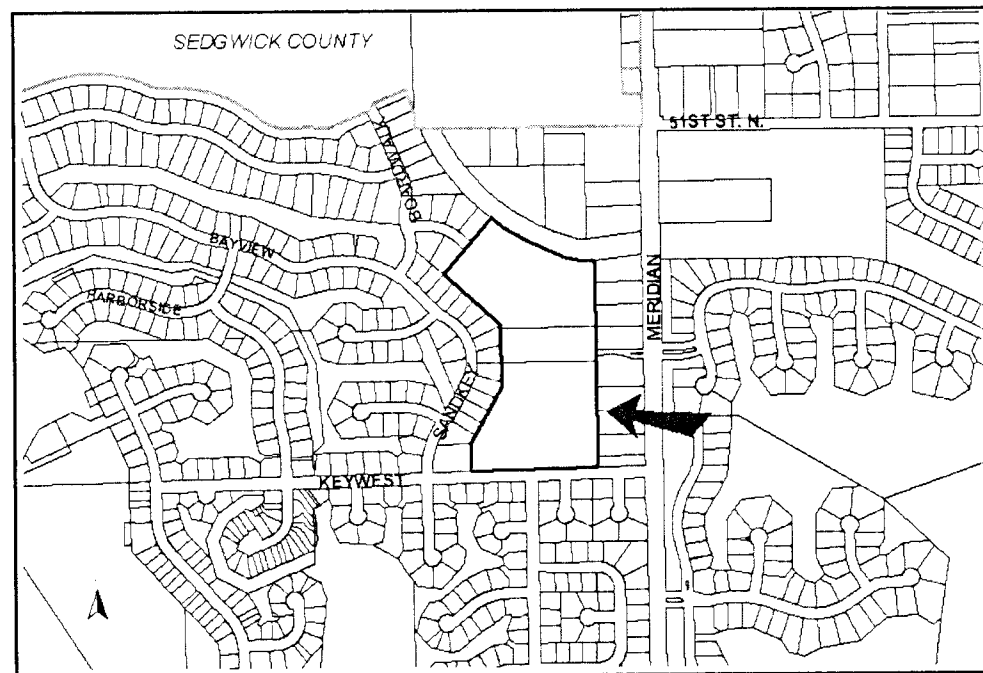 SEDGWICK COUNTY
51ST ST. N.
BOARDWALK
BAYVIEW
HARBORSIDE
MERIDIAN
SANDKEY
KEYWEST